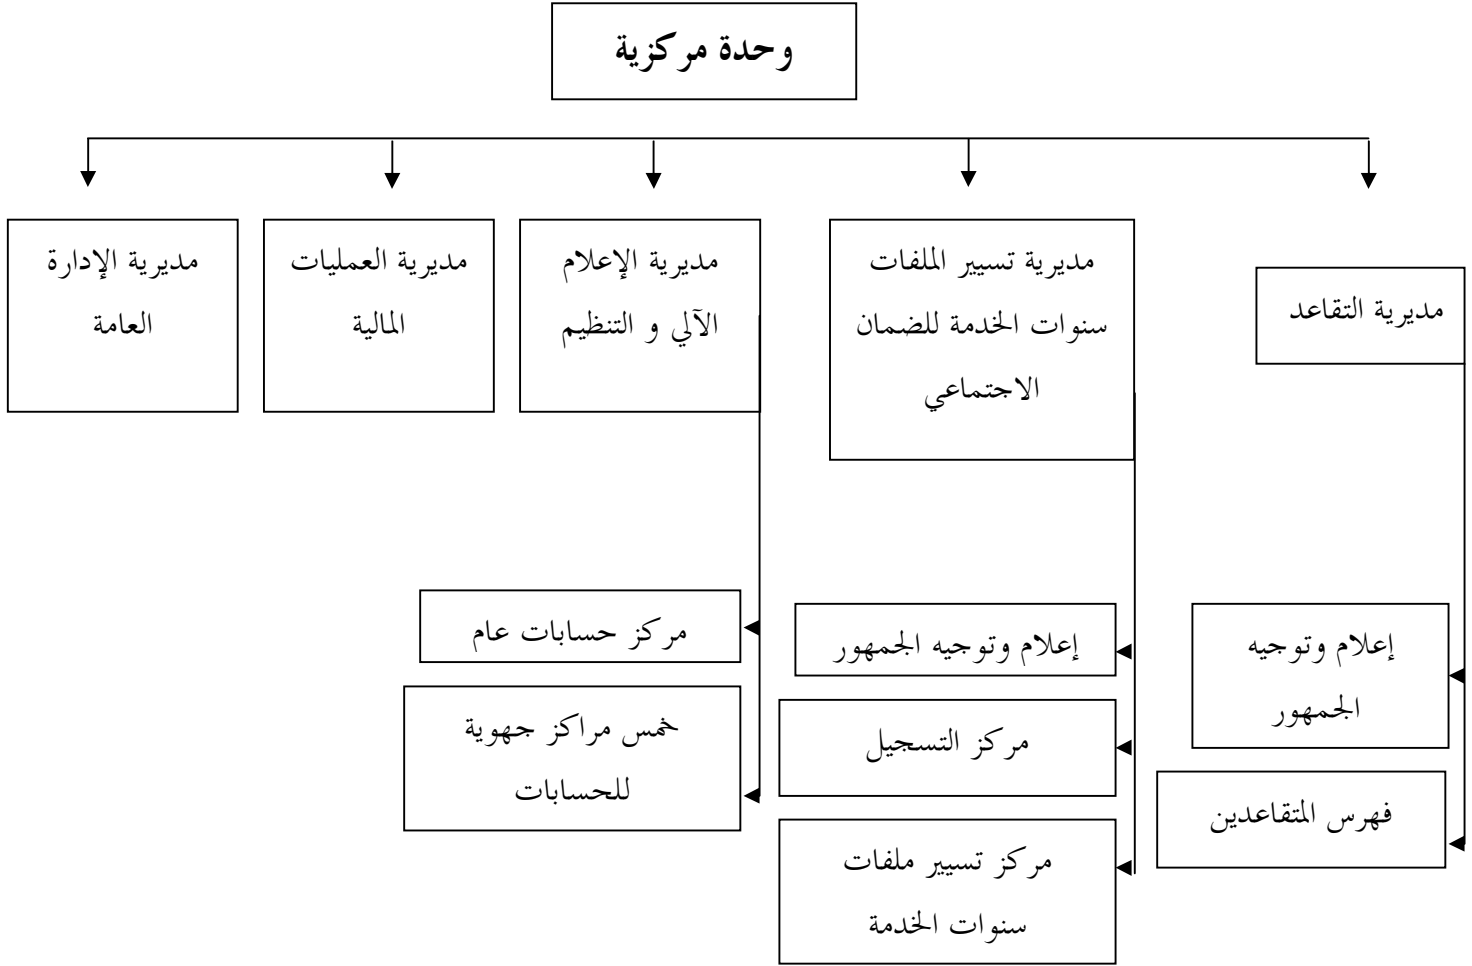 وحدة مركزية
مديرية التقاعد
مديرية تسيير الملفات
سنوات الخدمة للضمان
الاجتماعي
مديرية الإعلام
الآلي و التنظيم
مديرية العمليات
المالية
مديرية الإدارة
العامة
إعلام وتوجيه
الجمهور
فهرس المتقاعدين
إعلام وتوجيه الجمهور
مركز التسجيل
مركز تسيير ملفات
سنوات الخدمة
مركز حسابات عام
خمس مراكز جهوية
للحسابات